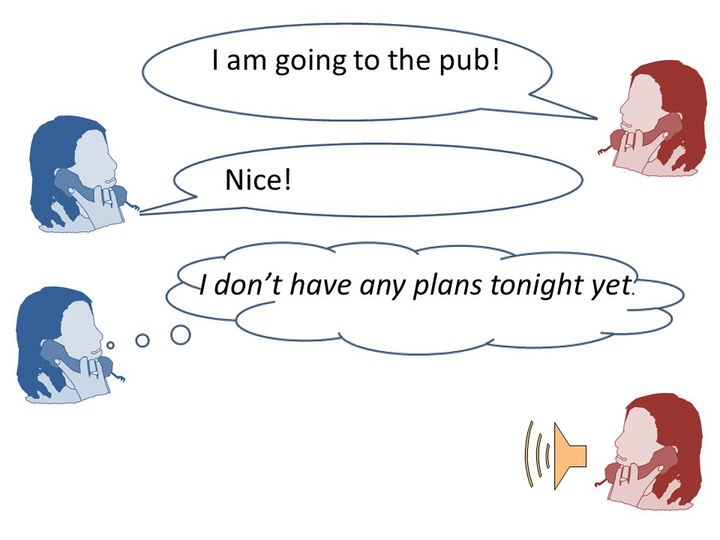 I am going to the pub!
Nice!
I don’t have any plans tonight yet.